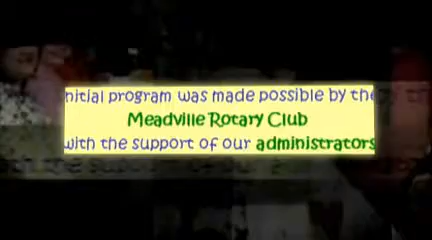 nitial program was made possible by the
Meadville Rotary Club
with the support of our administrators